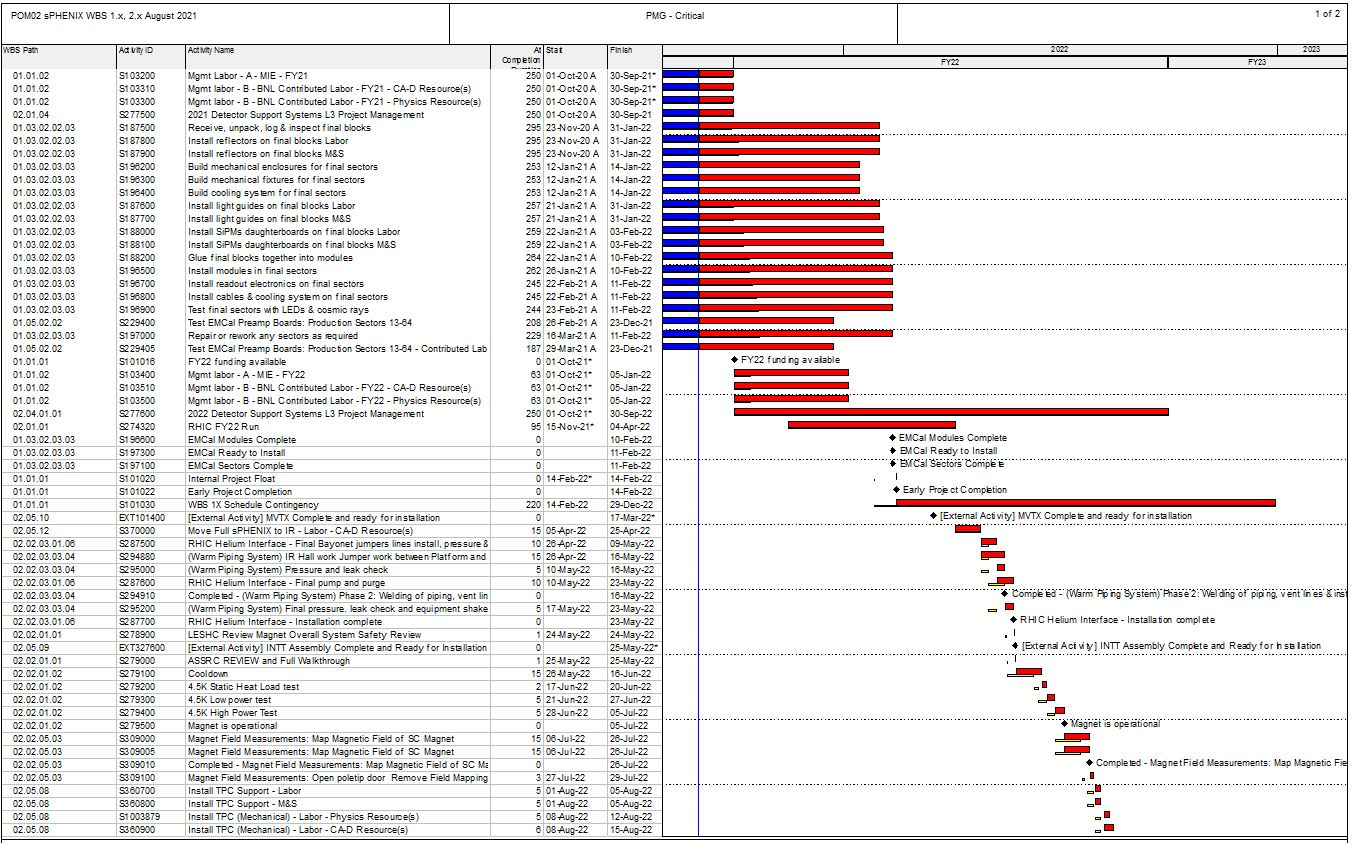 POM02 sPHENIX WBS 1.x, 2.x August 2021 PMG - Critical 1 of 2
WBS Path Activity ID Activity Name At Completion Start Finish 2022 2023
FY22 FY23
01.01.02 S103200 Mgmt Labor - A - MIE - FY21 250 01-Oct-20 A 30-Sep-21*
01.01.02 S103310 Mgmt labor - B - BNL Contributed Labor - FY21 - CA-D Resource(s) 250 01-Oct-20 A 30-Sep-21*
01.01.02 S103300 Mgmt labor - B - BNL Contributed Labor - FY21 - Physics Resource(s) 250 01-Oct-20 A 30-Sep-21*
02.01.04 S277500 2021 Detector Support Systems L3 Project Management 250 01-Oct-20 A 30-Sep-21
01.03.02.02.03 S187500 Receive, unpack, log & inspect final blocks 295 23-Nov-20 A 31-Jan-22
01.03.02.02.03 S187800 Install reflectors on final blocks Labor 295 23-Nov-20 A 31-Jan-22
01.03.02.02.03 S187900 Install reflectors on final blocks M&S 295 23-Nov-20 A 31-Jan-22
01.03.02.03.03 S196200 Build mechanical enclosures for final sectors 253 12-Jan-21 A 14-Jan-22
01.03.02.03.03 S196300 Build mechanical fixtures for final sectors 253 12-Jan-21 A 14-Jan-22
01.03.02.03.03 S196400 Build cooling system for final sectors 253 12-Jan-21 A 14-Jan-22
01.03.02.02.03 S187600 Install light guides on final blocks Labor 257 21-Jan-21 A 31-Jan-22
01.03.02.02.03 S187700 Install light guides on final blocks M&S 257 21-Jan-21 A 31-Jan-22
01.03.02.02.03 S188000 Install SiPMs daughterboards on final blocks Labor 259 22-Jan-21 A 03-Feb-22
01.03.02.02.03 S188100 Install SiPMs daughterboards on final blocks M&S 259 22-Jan-21 A 03-Feb-22
01.03.02.02.03 S188200 Glue final blocks together into modules 264 22-Jan-21 A 10-Feb-22
01.03.02.03.03 S196500 Install modules in final sectors 262 26-Jan-21 A 10-Feb-22
01.03.02.03.03 S196700 Install readout electronics on final sectors 245 22-Feb-21 A 11-Feb-22
01.03.02.03.03 S196800 Install cables & cooling system on final sectors 245 22-Feb-21 A 11-Feb-22
01.03.02.03.03 S196900 Test final sectors with LEDs & cosmic rays 244 23-Feb-21 A 11-Feb-22
01.05.02.02 S229400 Test EMCal Preamp Boards: Production Sectors 13-64 208 26-Feb-21 A 23-Dec-21
01.03.02.03.03 S197000 Repair or rework any sectors as required 229 16-Mar-21 A 11-Feb-22
01.05.02.02 S229405 Test EMCal Preamp Boards: Production Sectors 13-64 - Contributed Lab 187 29-Mar-21 A 23-Dec-21
01.01.01 S101016 FY22 funding available 0 01-Oct-21* FY22 funding available
01.01.02 S103400 Mgmt labor - A - MIE - FY22 63 01-Oct-21* 05-Jan-22
01.01.02 S103510 Mgmt labor - B - BNL Contributed Labor - FY22 - CA-D Resource(s) 63 01-Oct-21* 05-Jan-22
01.01.02 S103500 Mgmt labor - B - BNL Contributed Labor - FY22 - Physics Resource(s) 63 01-Oct-21* 05-Jan-22
02.04.01.01 S277600 2022 Detector Support Systems L3 Project Management 250 01-Oct-21* 30-Sep-22
02.01.01 S274320 RHIC FY22 Run 95 15-Nov-21* 04-Apr-22
01.03.02.03.03 S196600 EMCal Modules Complete 0 10-Feb-22 EMCal Modules Complete
01.03.02.03.03 S197300 EMCal Ready to Install 0 11-Feb-22 EMCal Ready to Install
01.03.02.03.03 S197100 EMCal Sectors Complete 0 11-Feb-22 EMCal Sectors Complete
01.01.01 S101020 Internal Project Float 0 14-Feb-22* 14-Feb-22
01.01.01 S101022 Early Project Completion 0 14-Feb-22 Early Project Completion
01.01.01 S101030 WBS 1X Schedule Contingency 220 14-Feb-22 29-Dec-22
02.05.10 EXT101400 [External Activity] MVTX Complete and ready for installation 0 17-Mar-22* [External Activity] MVTX Complete and ready for installation
02.05.12 S370000 Move Full sPHENIX to IR - Labor - CA-D Resource(s) 15 05-Apr-22 25-Apr-22
02.02.03.01.06 S287500 RHIC Helium Interface - Final Bayonet jumpers lines install, pressure & 10 26-Apr-22 09-May-22
02.02.03.03.04 S294880 (Warm Piping System) IR Hall work Jumper work between Platform and 15 26-Apr-22 16-May-22
02.02.03.03.04 S295000 (Warm Piping System) Pressure and leak check 5 10-May-22 16-May-22
02.02.03.01.06 S287600 RHIC Helium Interface - Final pump and purge 10 10-May-22 23-May-22
02.02.03.03.04 S294910 Completed - (Warm Piping System) Phase 2: Welding of piping, vent lin 0 16-May-22 Completed - (Warm Piping System) Phase 2: Welding of piping, vent lines & inst
02.02.03.03.04 S295200 (Warm Piping System) Final pressure. leak check and equipment shake 5 17-May-22 23-May-22
02.02.03.01.06 S287700 RHIC Helium Interface - Installation complete 0 23-May-22 RHIC Helium Interface - Installation complete
02.02.01.01 S278900 LESHC Review Magnet Overall System Safety Review 1 24-May-22 24-May-22
02.05.09 EXT327600 [External Activity] INTT Assembly Complete and Ready for Installation 0 25-May-22* [External Activity] INTT Assembly Complete and Ready for Installation
02.02.01.01 S279000 ASSRC REVIEW and Full Walkthrough 1 25-May-22 25-May-22
02.02.01.02 S279100 Cooldown 15 26-May-22 16-Jun-22
02.02.01.02 S279200 4.5K Static Heat Load test 2 17-Jun-22 20-Jun-22
02.02.01.02 S279300 4.5K Low power test 5 21-Jun-22 27-Jun-22
02.02.01.02 S279400 4.5K High Power Test 5 28-Jun-22 05-Jul-22
02.02.01.02 S279500 Magnet is operational 0 05-Jul-22 Magnet is operational
02.02.05.03 S309000 Magnet Field Measurements: Map Magnetic Field of SC Magnet 15 06-Jul-22 26-Jul-22
02.02.05.03 S309005 Magnet Field Measurements: Map Magnetic Field of SC Magnet 15 06-Jul-22 26-Jul-22
02.02.05.03 S309010 Completed - Magnet Field Measurements: Map Magnetic Field of SC Ma 0 26-Jul-22 Completed - Magnet Field Measurements: Map Magnetic Fie
02.02.05.03 S309100 Magnet Field Measurements: Open poletip door Remove Field Mapping 3 27-Jul-22 29-Jul-22
02.05.08 S360700 Install TPC Support - Labor 5 01-Aug-22 05-Aug-22
02.05.08 S360800 Install TPC Support - M&S 5 01-Aug-22 05-Aug-22
02.05.08 S1003879 Install TPC (Mechanical) - Labor - Physics Resource(s) 5 08-Aug-22 12-Aug-22
02.05.08 S360900 Install TPC (Mechanical) - Labor - CA-D Resource(s) 6 08-Aug-22 15-Aug-22